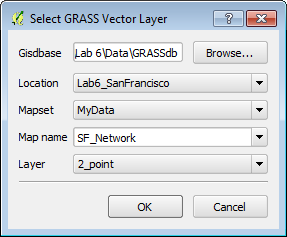 Select GRASS Vector Layer
Gisdbase Lab 6\Data\GRASSdb Browse...
Location Lab6_SanFrancisco
Mapset MyData
Map name SF_Network
Layer 2_point
OK Cancel